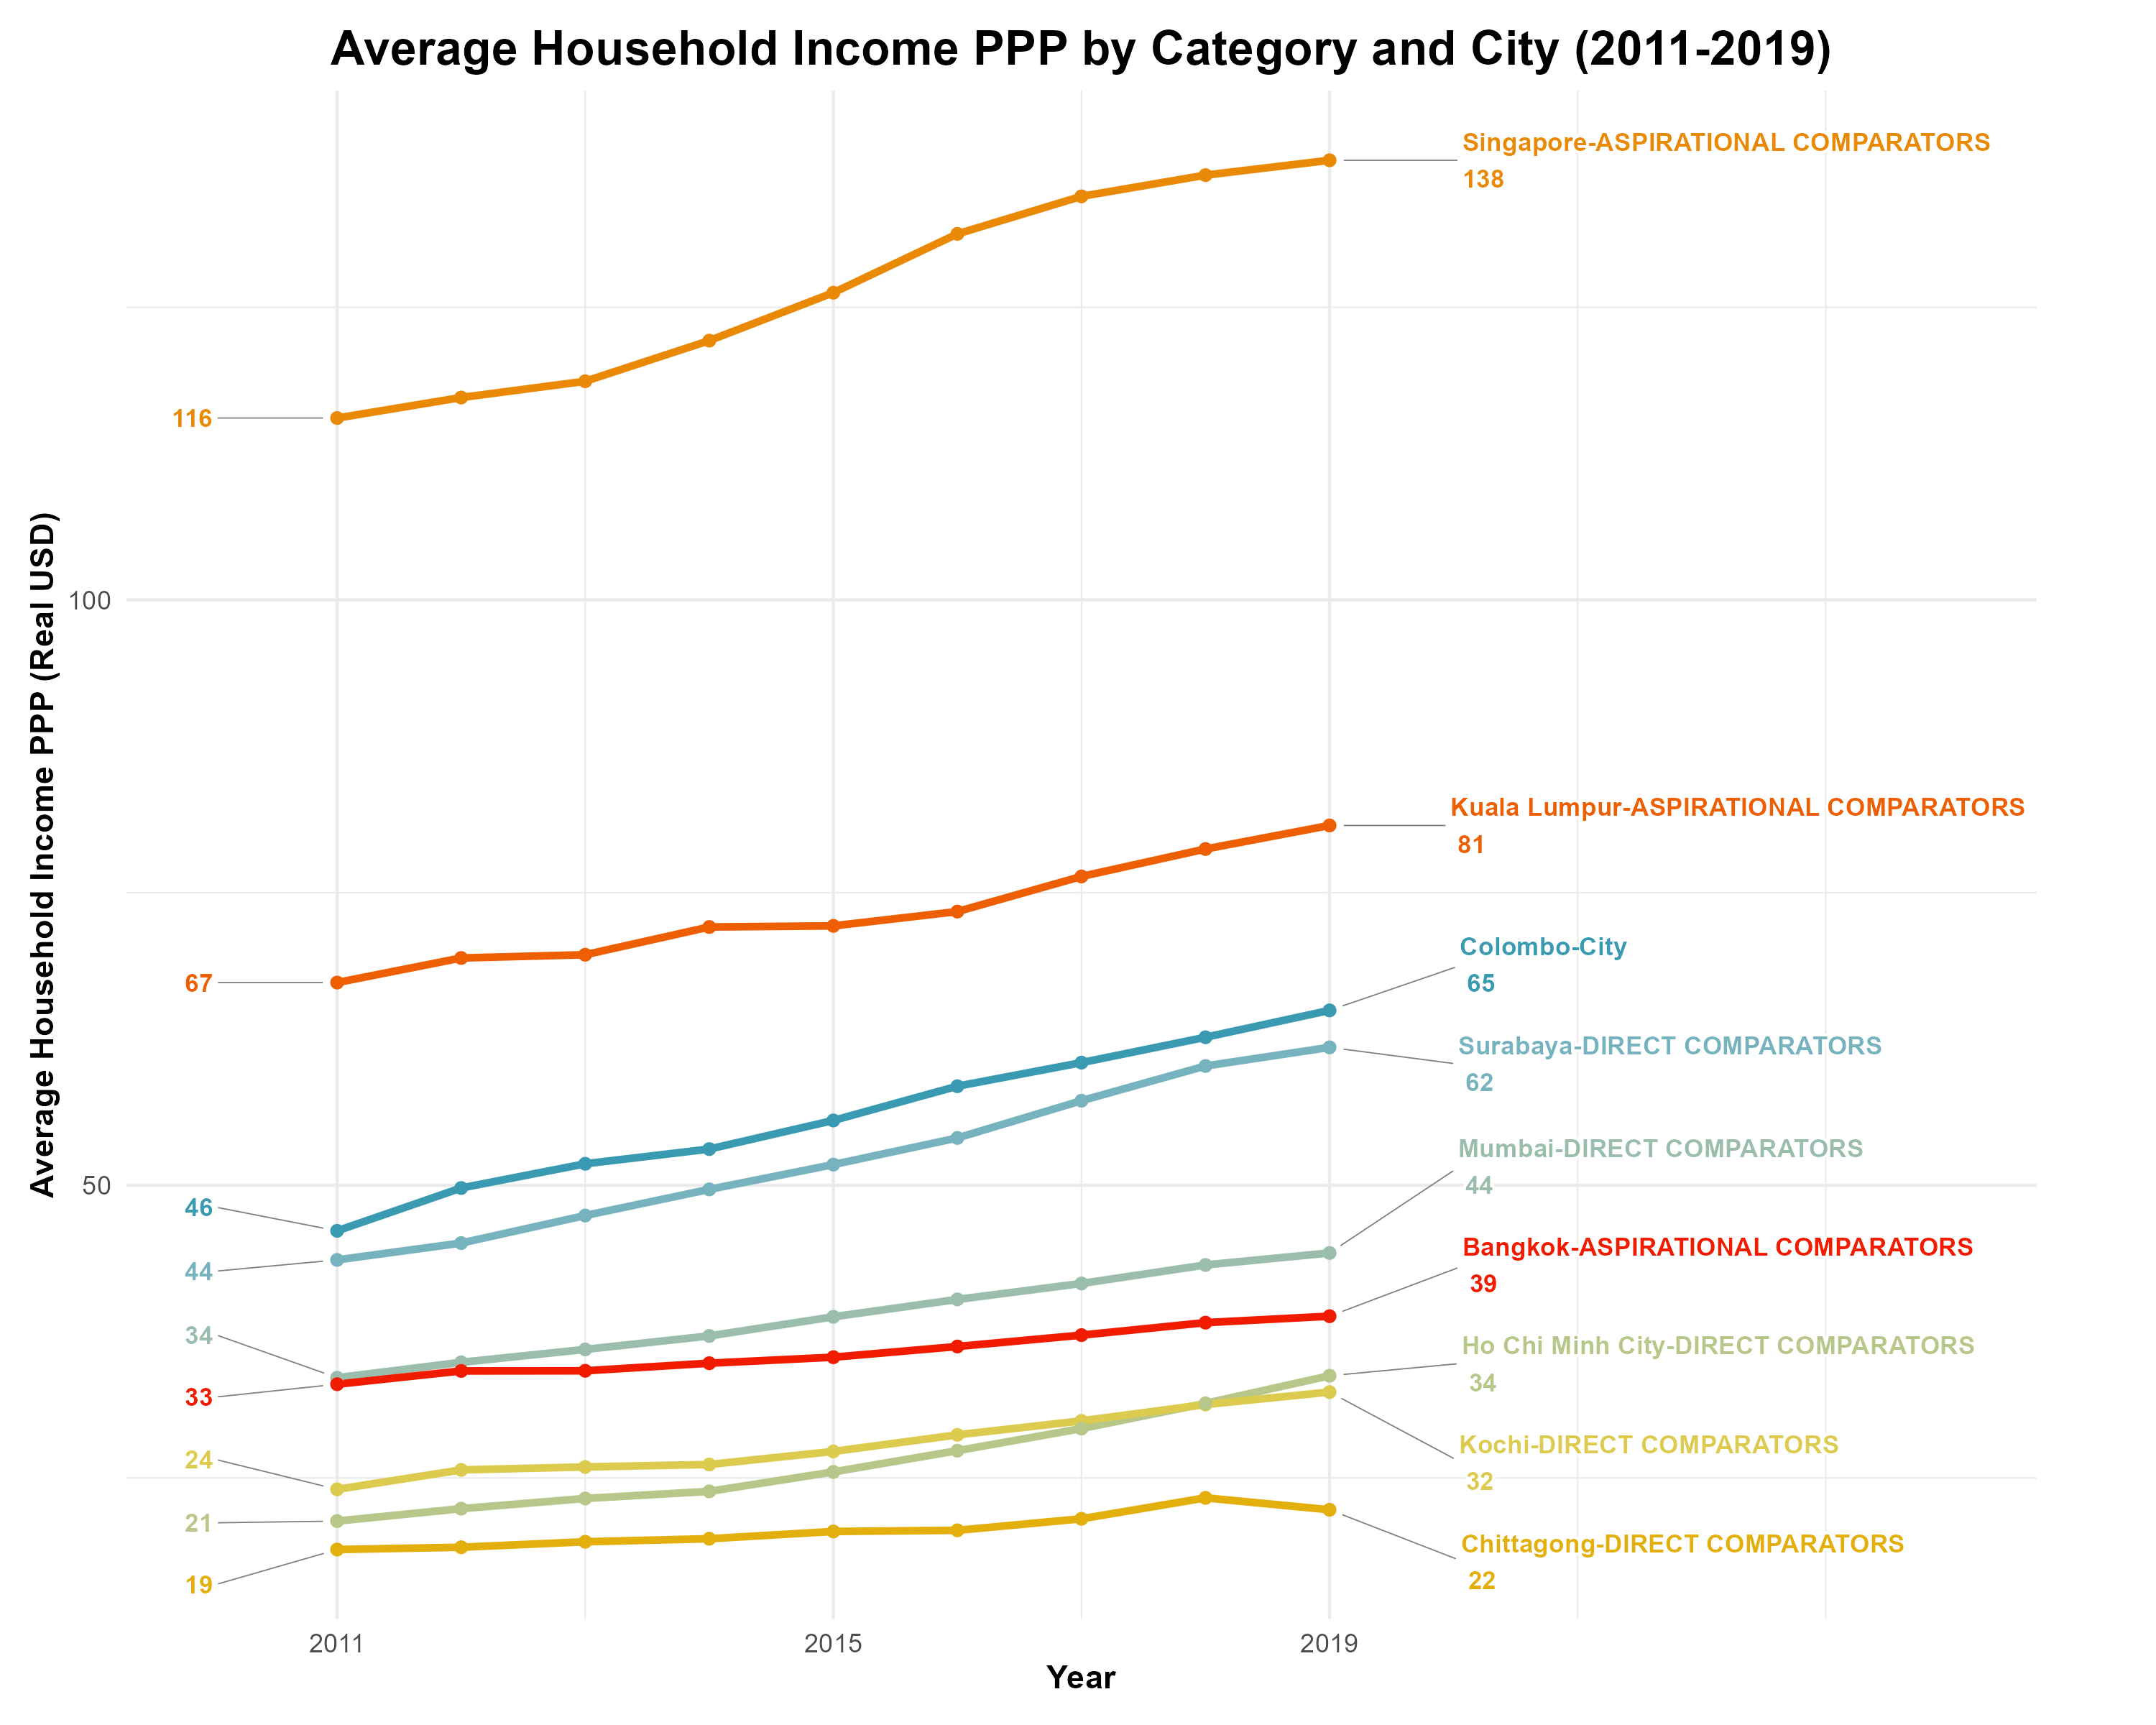 Average Household Income PPP by Category and City (2011-2019)
Singapore-ASPIRATIONAL COMPARATORS
138
116
Average Household Income PPP (Real USD)
100
Kuala Lumpur-ASPIRATIONAL COMPARATORS
81
67
Colombo-City
65
Surabaya-DIRECT COMPARATORS
62
Mumbai-DIRECT COMPARATORS
44
50
46
44
Bangkok-ASPIRATIONAL COMPARATORS
39
34
33
Ho Chi Minh City-DIRECT COMPARATORS
34
Kochi-DIRECT COMPARATORS
32
24
21
Chittagong-DIRECT COMPARATORS
22
19
2011
2015
2019
Year